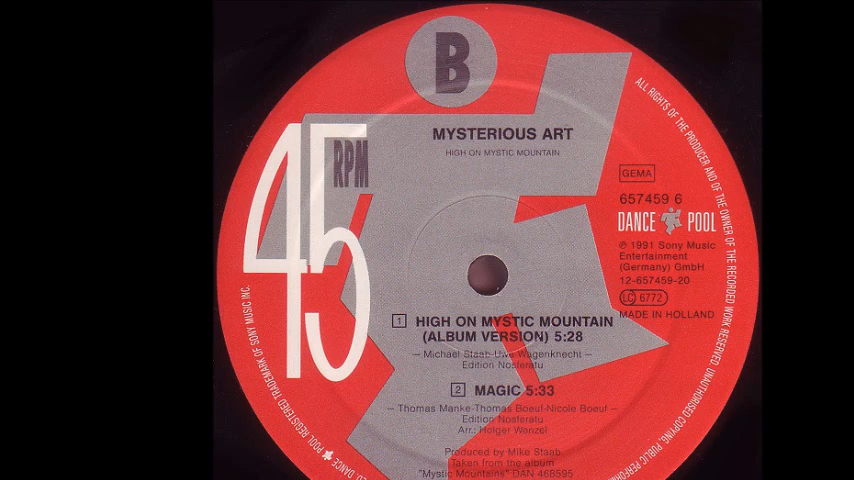 B
MYSTERIOUS ART
HIGH ON MYSTIC MOUNTAIN
45
RPM
GEMA
657459 6
DANCE POOL
℗ 1991 Sony Music
Entertainment
(Germany) GmbH
12-657459-20
LC 6772
MADE IN HOLLAND
1 HIGH ON MYSTIC MOUNTAIN
(ALBUM VERSION) 5:28
– Michael Staab-Uwe Wagenknecht –
Edition Nosferatu
2 MAGIC 5:33
– Thomas Manke-Thomas Boeuf-Nicole Boeuf –
Edition Nosferatu
Arr.: Holger Wenzel
Produced by Mike Staab
Taken from the album
"Mystic Mountains" DAN 468595
ALL RIGHTS OF THE PRODUCER AND OF THE OWNER OF THE RECORDED WORK RESERVED. UNAUTHORISED COPYING, PUBLIC
DANCE POOL REGISTERED TRADEMARK OF SONY MUSIC INC.